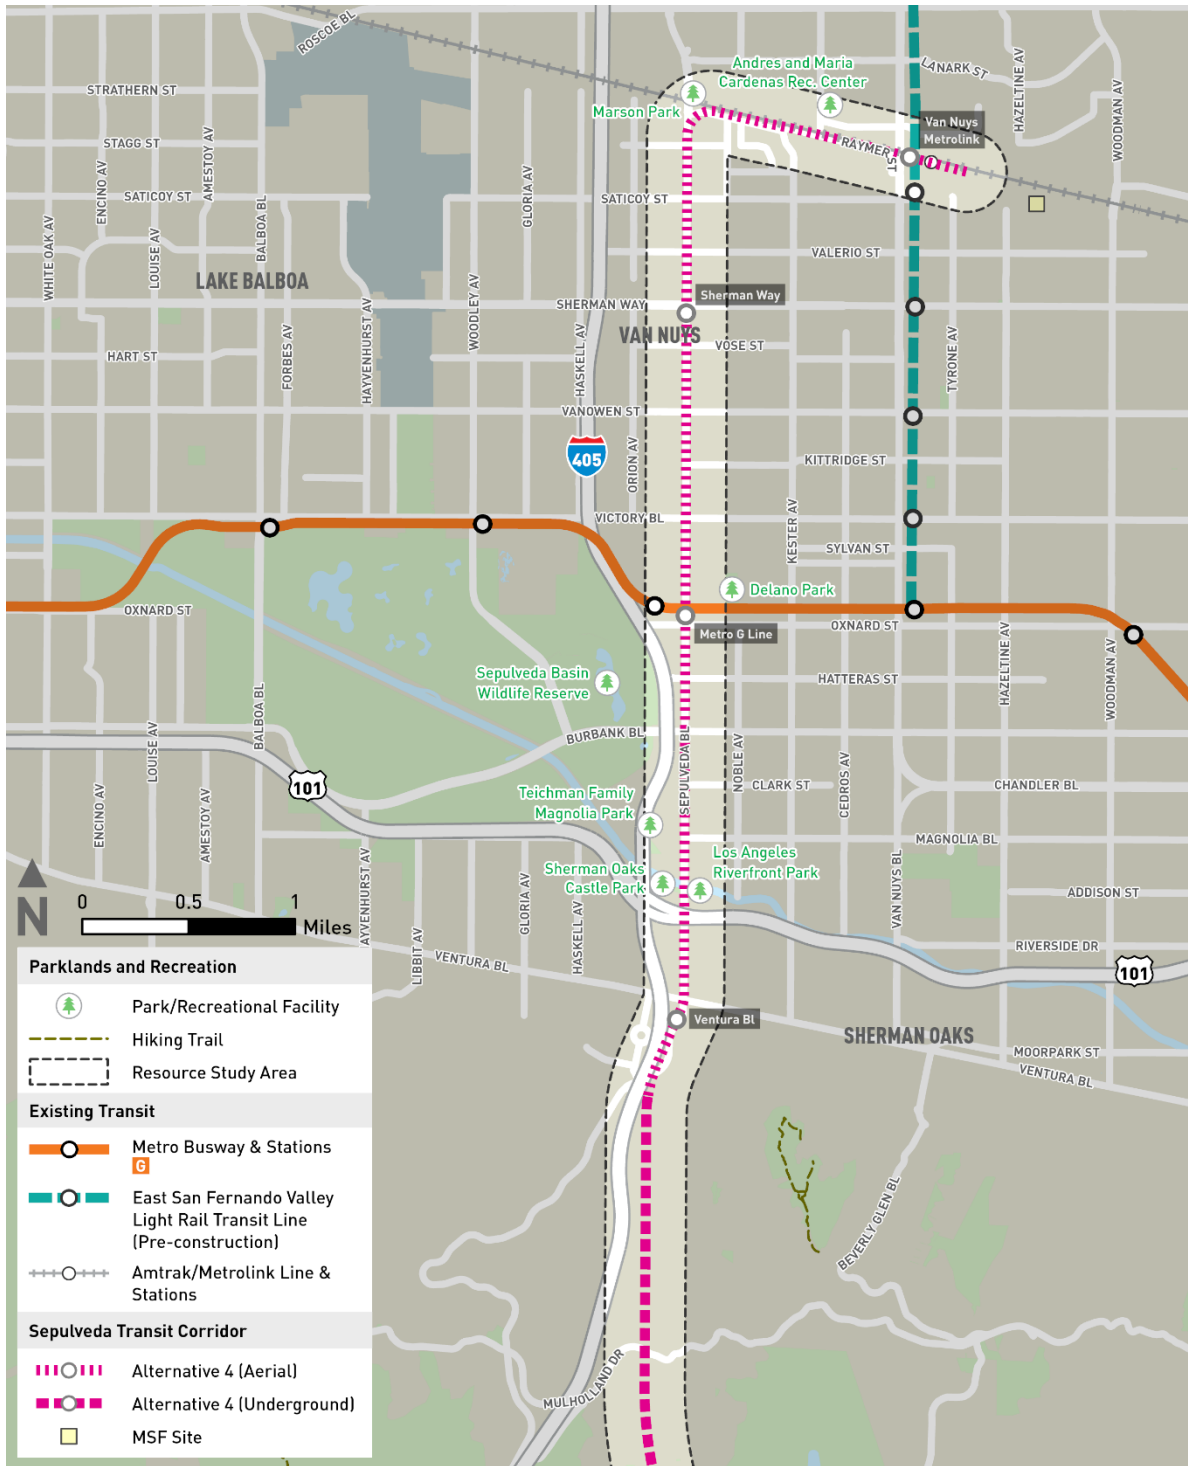 ROSCOE BL
STRATHERN ST
STAGG ST
SATICOY ST
WHITE OAK AV
ENCINO AV
LOUISE AV
AMESTOY AV
BALBOA BL
GLORIA AV
LAKE BALBOA
HART ST
FORBES AV
HAYVENHURST AV
WOODLEY AV
HASKELL AV
Andres and Maria
Cardenas Rec. Center
Marson Park
LANARK ST
HAZELTINE AV
WOODMAN AV
Van Nuys
Metrolink
RAYMER ST
SATICOY ST
VALERIO ST
SHERMAN WAY
Sherman Way
VAN NUYS
VOSE ST
TYRONE AV
VANOWEN ST
405
ORION AV
KITTRIDGE ST
VICTORY BL
KESTER AV
SYLVAN ST
Delano Park
OXNARD ST
OXNARD ST
Metro G Line
Sepulveda Basin
Wildlife Reserve
HATTERAS ST
HAZELTINE AV
WOODMAN AV
BALBOA BL
LOUISE AV
BURBANK BL
SEPULVEDA BL
NOBLE AV
CEDROS AV
CLARK ST
CHANDLER BL
101
Teichman Family
Magnolia Park
ENCINO AV
AMESTOY AV
MAGNOLIA BL
Los Angeles
Riverfront Park
Sherman Oaks
Castle Park
VAN NUYS BL
ADDISON ST
AYVENHURST AV
LIBBIT AV
GLORIA AV
HASKELL AV
VENTURA BL
RIVERSIDE DR
101
Ventura Bl
SHERMAN OAKS
MOORPARK ST
VENTURA BL
BEVERLY GLEN BL
MULHOLLAND DR
N
0 0.5 1
Miles
Parklands and Recreation
Park/Recreational Facility
Hiking Trail
Resource Study Area
Existing Transit
Metro Busway & Stations
G
East San Fernando Valley
Light Rail Transit Line
(Pre-construction)
Amtrak/Metrolink Line &
Stations
Sepulveda Transit Corridor
Alternative 4 (Aerial)
Alternative 4 (Underground)
MSF Site